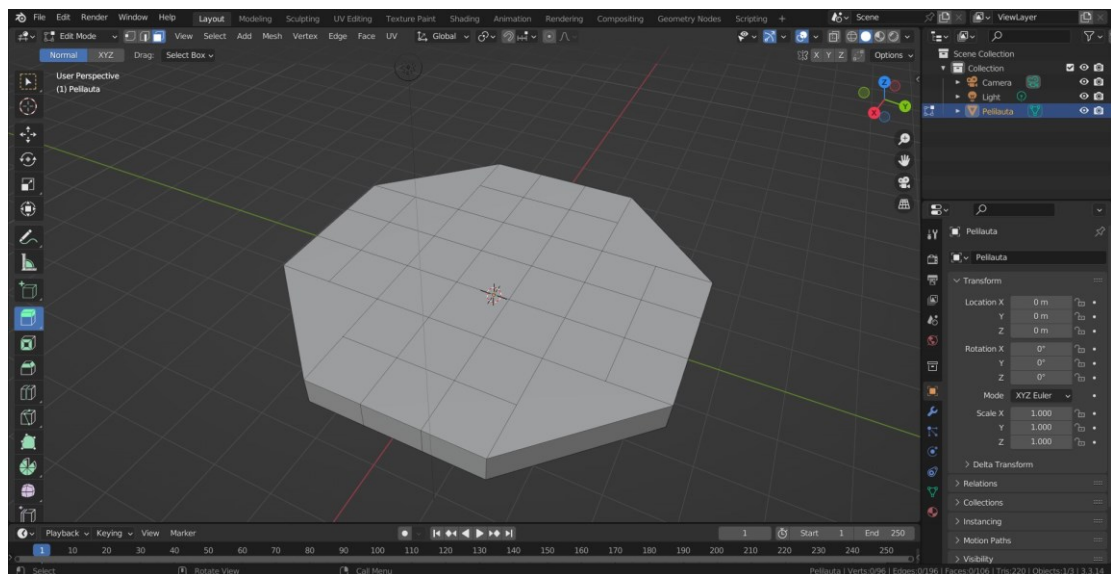 File Edit Render Window Help Layout Modeling Sculpting UV Editing Texture Paint Shading Animation Rendering Compositing Geometry Nodes Scripting + Scene ViewLayer
Edit Mode View Select Add Mesh Vertex Edge Face UV Global
Normal XYZ Drag: Select Box X Y Z Options
User Perspective
(1) Pelilauta
Z
Y
X
Scene Collection
Collection
Camera
Light
Pelilauta
Pelilauta
Pelilauta
Transform
Location X 0 m
Y 0 m
Z 0 m
Rotation X 0°
Y 0°
Z 0°
Mode XYZ Euler
Scale X 1.000
Y 1.000
Z 1.000
Delta Transform
Relations
Collections
Instancing
Motion Paths
Visibility
Playback Keying View Marker 1 Start 1 End 250
1 10 20 30 40 50 60 70 80 90 100 110 120 130 140 150 160 170 180 190 200 210 220 230 240 250
Select Rotate View Call Menu Pelilauta | Verts:0/96 | Edges:0/196 | Faces:0/106 | Tris:220 | Objects:1/3 | 3.3.14